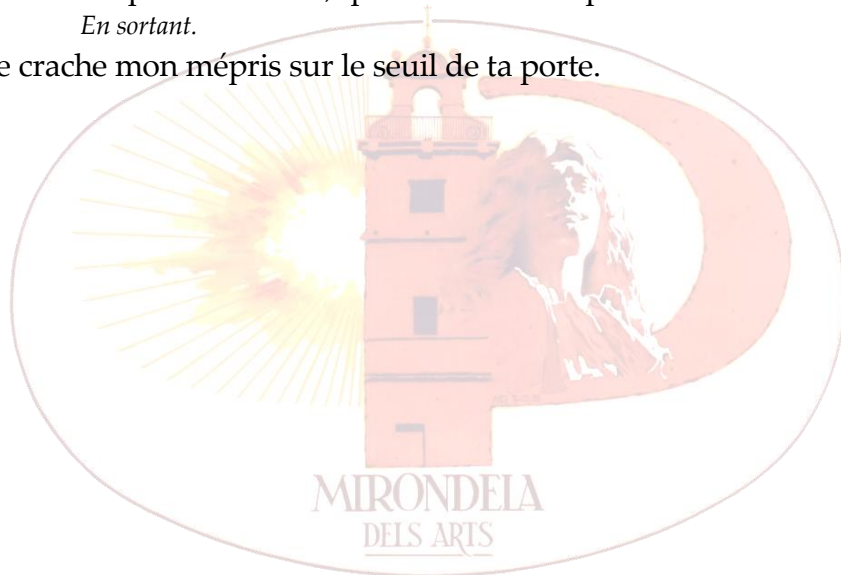 En sortant.
e crache mon mépris sur le seuil de ta porte.
MIRONDELA
DELS ARTS